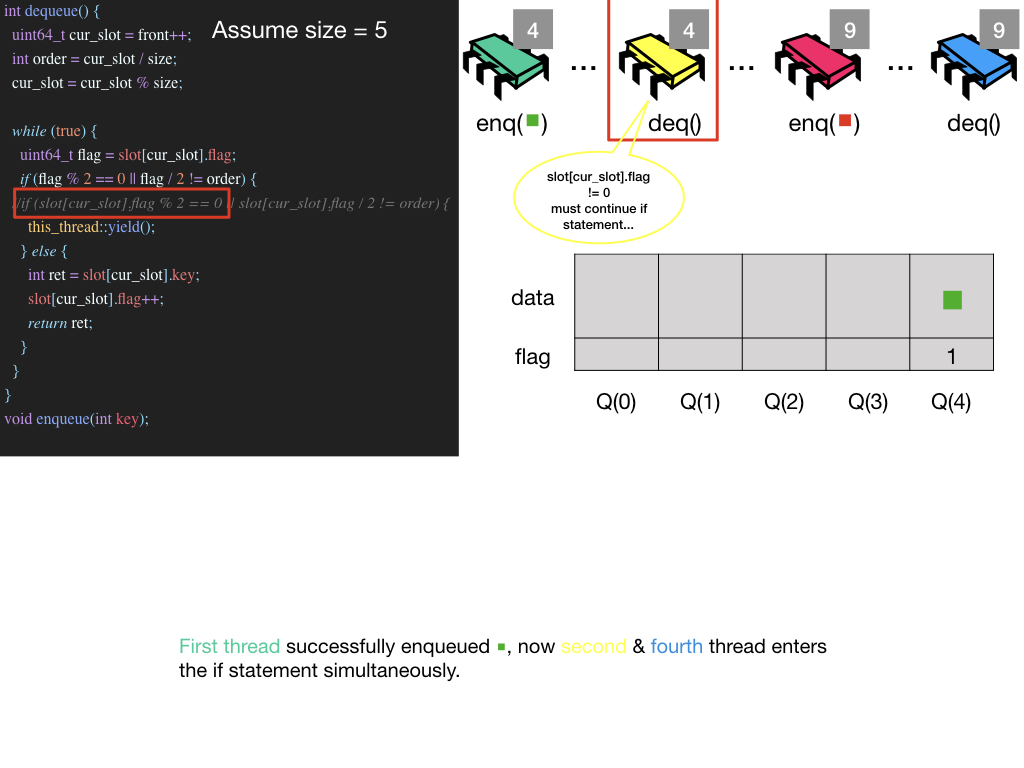 int dequeue() {
uint64_t cur_slot = front++;
int order = cur_slot / size;
cur_slot = cur_slot % size;
while (true) {
uint64_t flag = slot[cur_slot].flag;
if (flag % 2 == 0 || flag / 2 != order) {
//if (slot[cur_slot].flag % 2 == 0 || slot[cur_slot].flag / 2 != order) {
this_thread::yield();
} else {
int ret = slot[cur_slot].key;
slot[cur_slot].flag++;
return ret;
}
}
}
void enqueue(int key);
Assume size = 5
4 4 9 9
... ... ...
enq(■) deq() enq(■) deq()
slot[cur_slot].flag
!= 0
must continue if
statement...
data
flag 1
Q(0) Q(1) Q(2) Q(3) Q(4)
First thread successfully enqueued ■, now second & fourth thread enters
the if statement simultaneously.